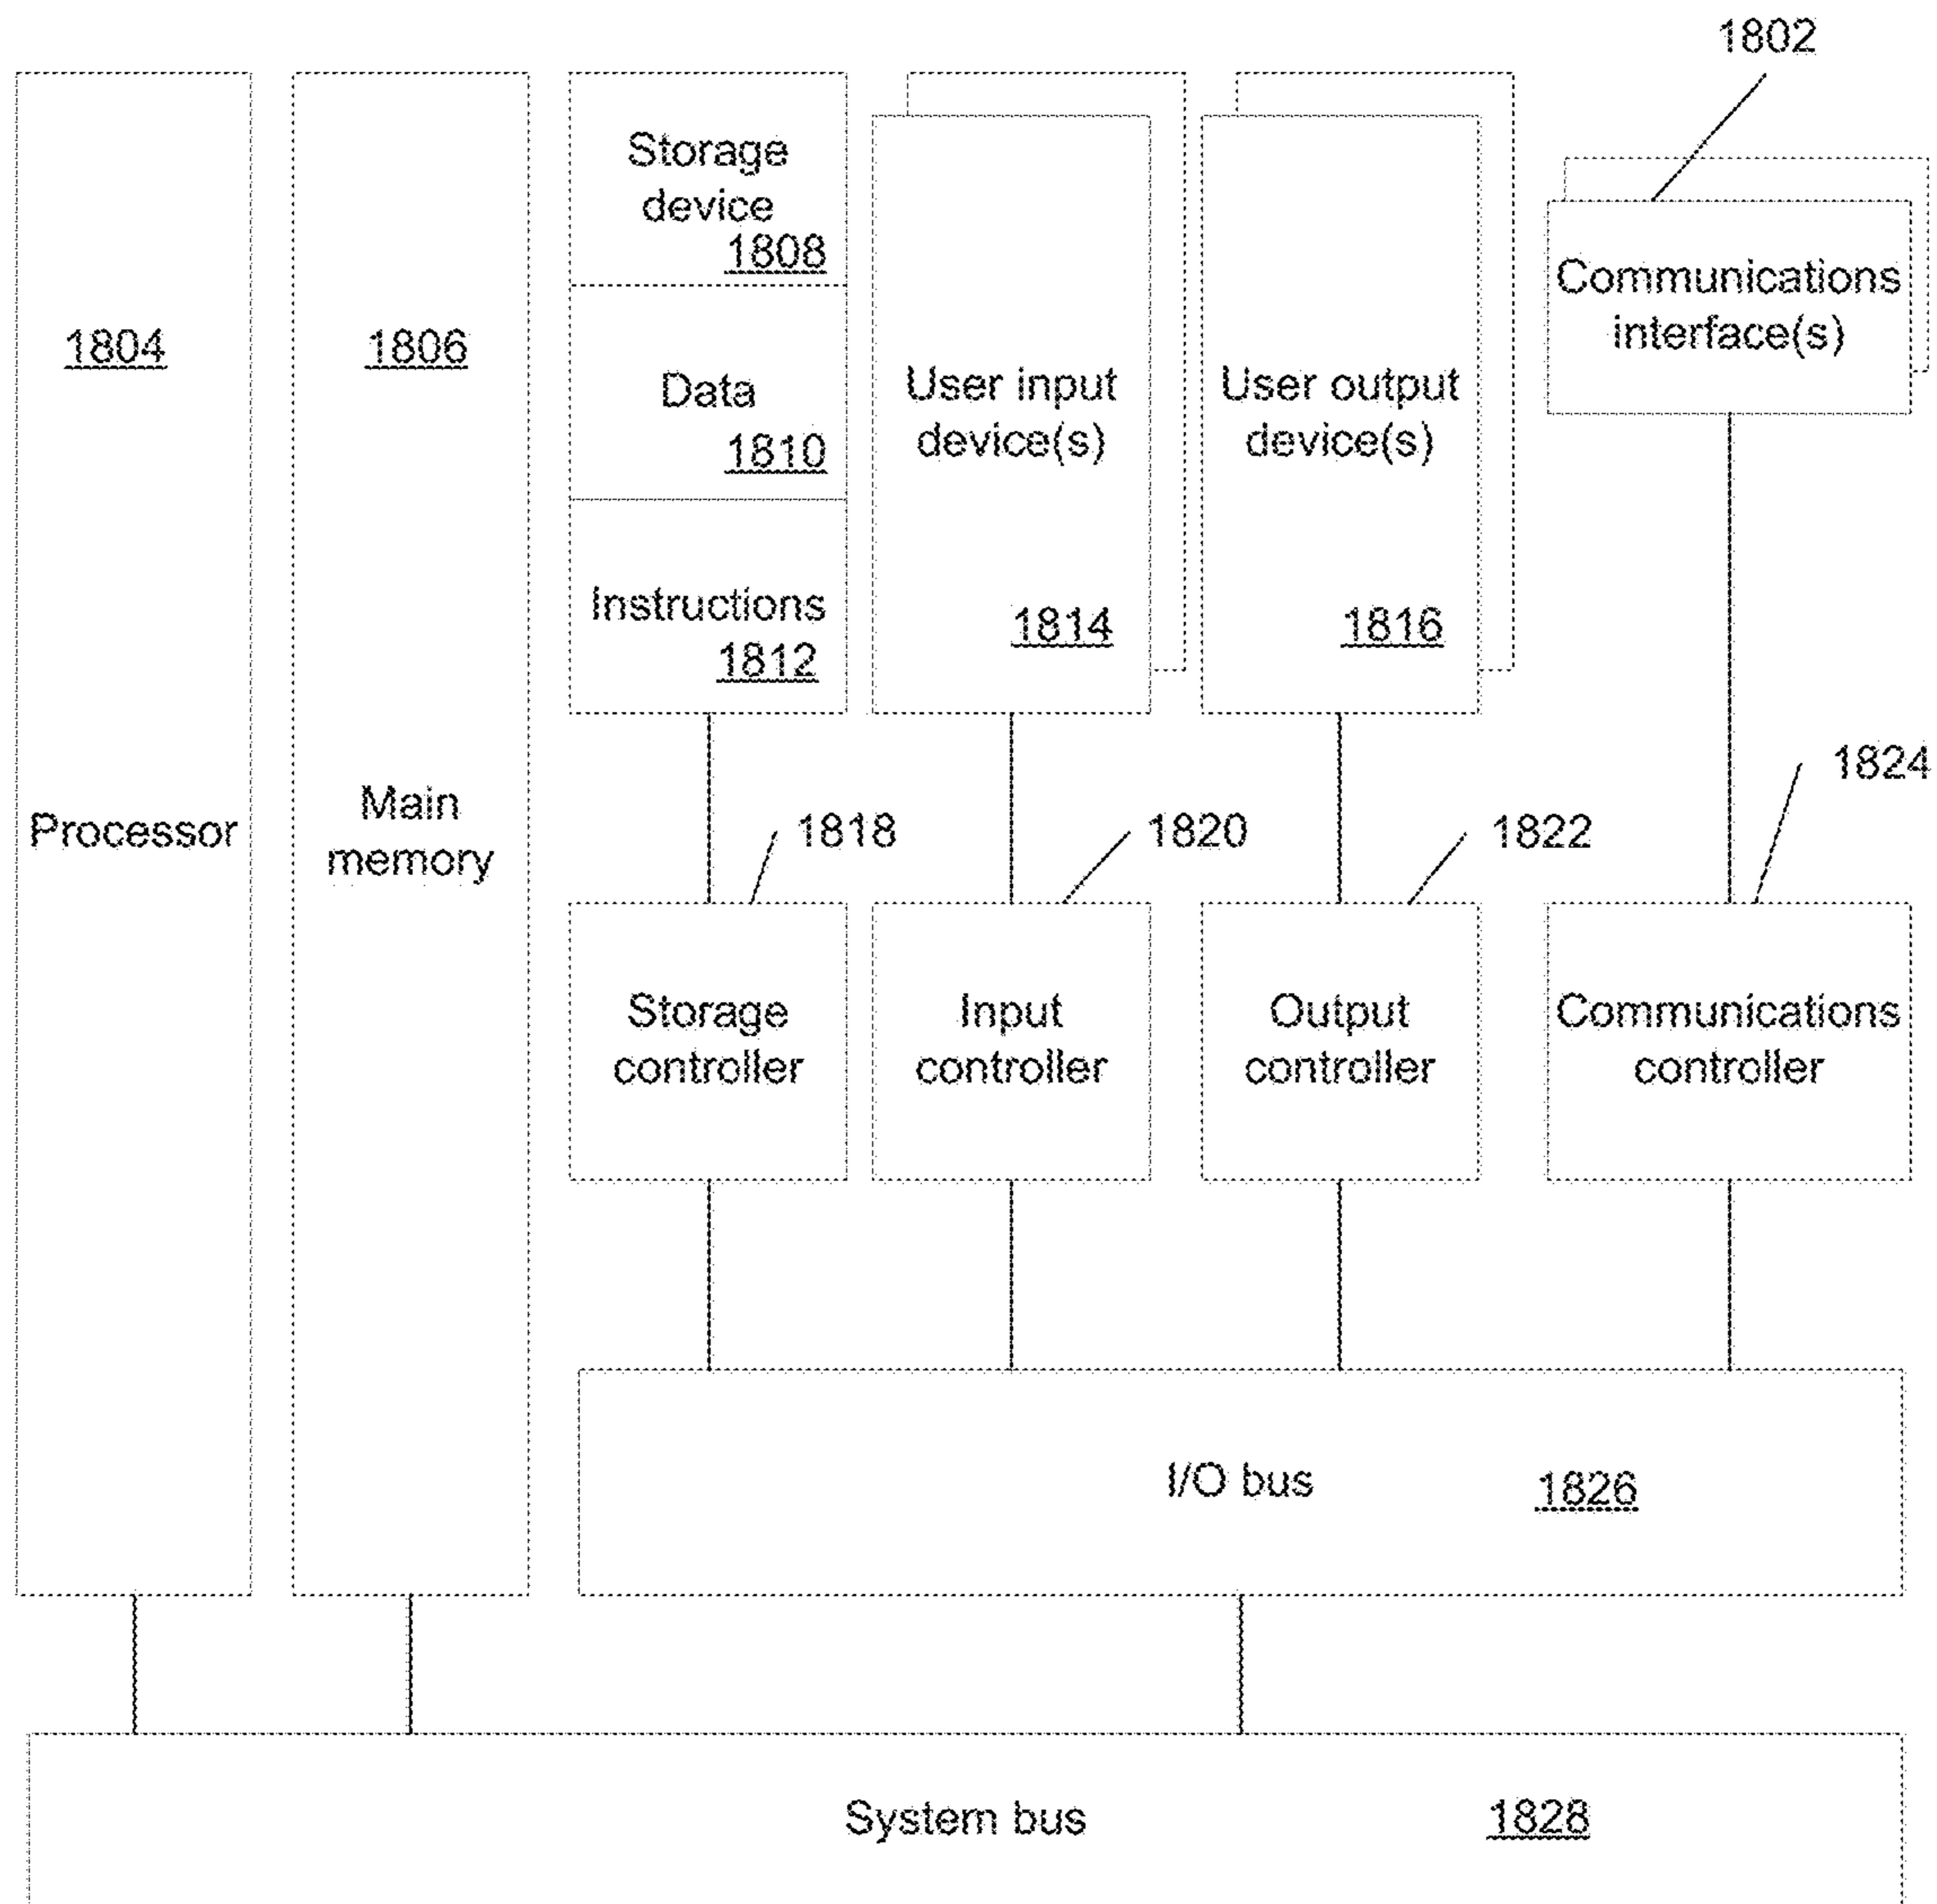 1802
Storage
device
1808
Communications
interface(s)
1804
1806
Data
1810
User input
device(s)
User output
device(s)
Instructions
1812
1814
1816
1824
Processor
Main
memory
1818
1820
1822
Storage
controller
Input
controller
Output
controller
Communications
controller
I/O bus
1826
System bus
1828